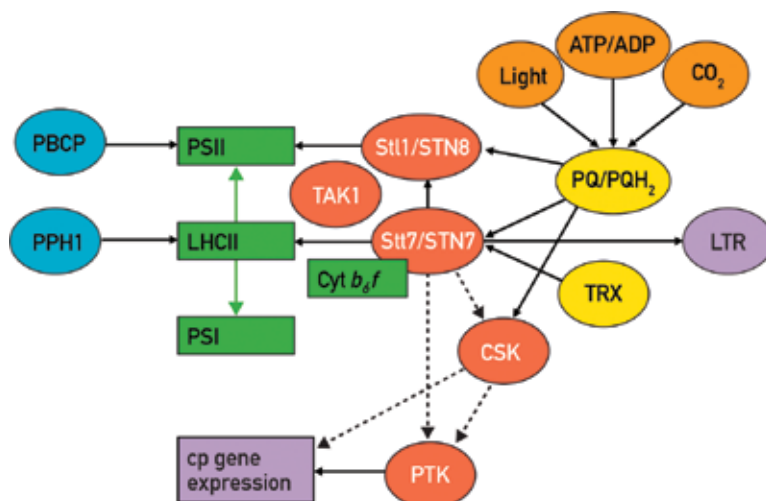 ATP/ADP
Light
CO₂
PBCP
PSII
Stl1/STN8
TAK1
PQ/PQH₂
PPH1
LHCII
Stt7/STN7
LTR
Cyt b₆f
TRX
PSI
CSK
cp gene
expression
PTK